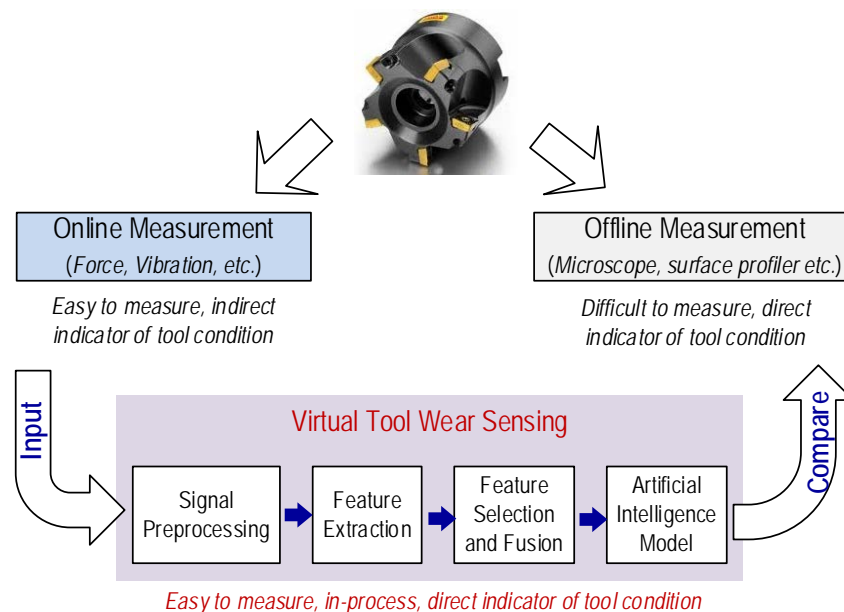 Online Measurement
(Force, Vibration, etc.)
Easy to measure, indirect
indicator of tool condition
Offline Measurement
(Microscope, surface profiler etc.)
Difficult to measure, direct
indicator of tool condition
Input
Virtual Tool Wear Sensing
Signal
Preprocessing
Feature
Extraction
Feature
Selection
and Fusion
Artificial
Intelligence
Model
Compare
Easy to measure, in-process, direct indicator of tool condition